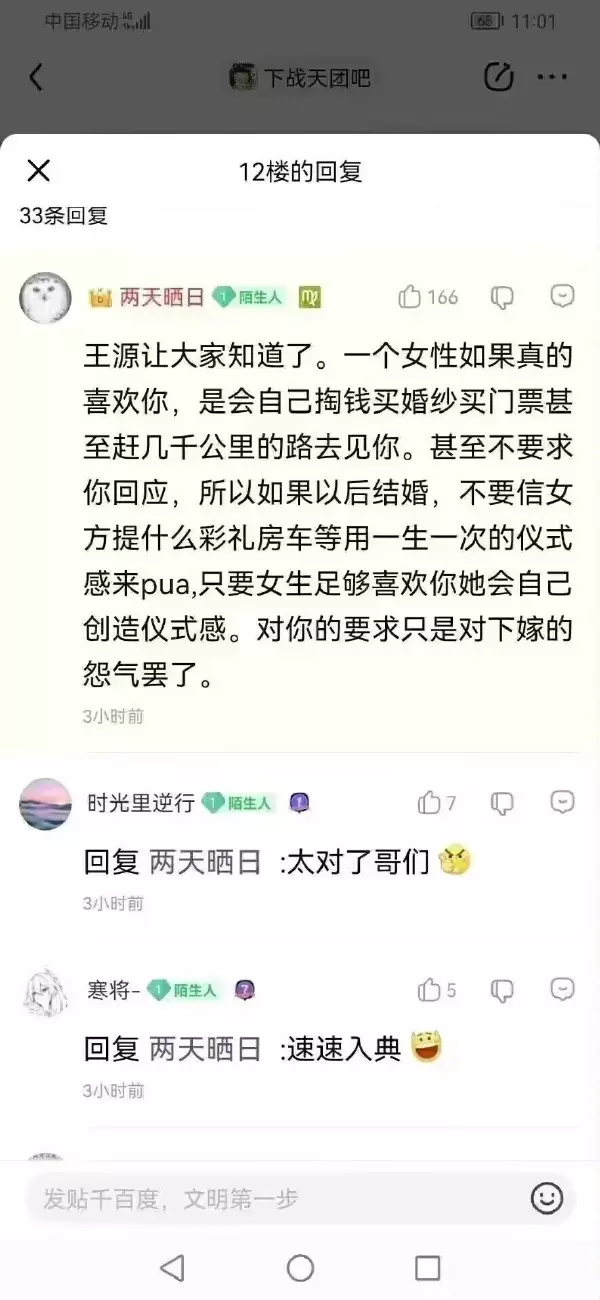 中国移动
68 11:01
下战天团吧
12楼的回复
33条回复
两天晒日 1 陌生人 166
王源让大家知道了。一个女性如果真的
喜欢你，是会自己掏钱买婚纱买门票甚
至赶几千公里的路去见你。甚至不要求
你回应，所以如果以后结婚，不要信女
方提什么彩礼房车等用一生一次的仪式
感来pua,只要女生足够喜欢你她会自己
创造仪式感。对你的要求只是对下嫁的
怨气罢了。
3小时前
时光里逆行 1 陌生人 1 7
回复 两天晒日 :太对了哥们
3小时前
寒将- 1 陌生人 7 5
回复 两天晒日 :速速入典
3小时前
发贴千百度，文明第一步